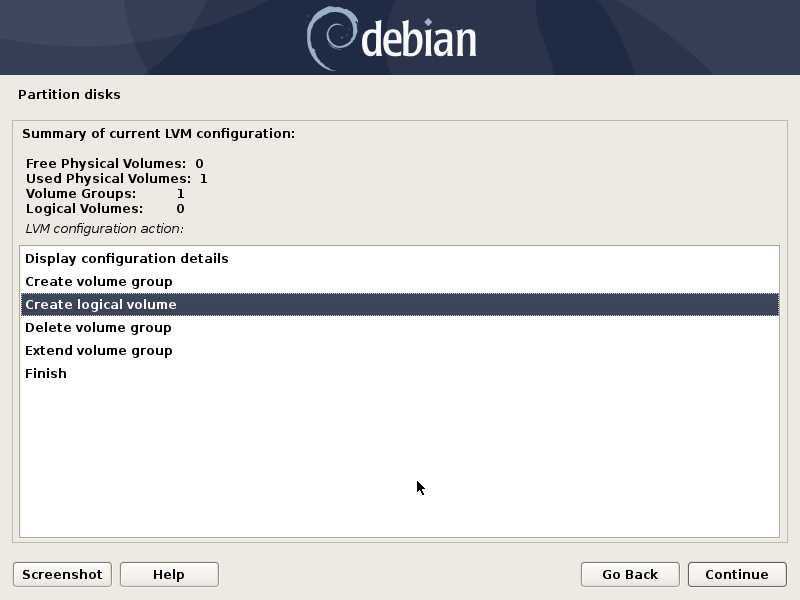 debian
Partition disks
Summary of current LVM configuration:
Free Physical Volumes: 0
Used Physical Volumes: 1
Volume Groups: 1
Logical Volumes: 0
LVM configuration action:
Display configuration details
Create volume group
Create logical volume
Delete volume group
Extend volume group
Finish
Screenshot Help Go Back Continue